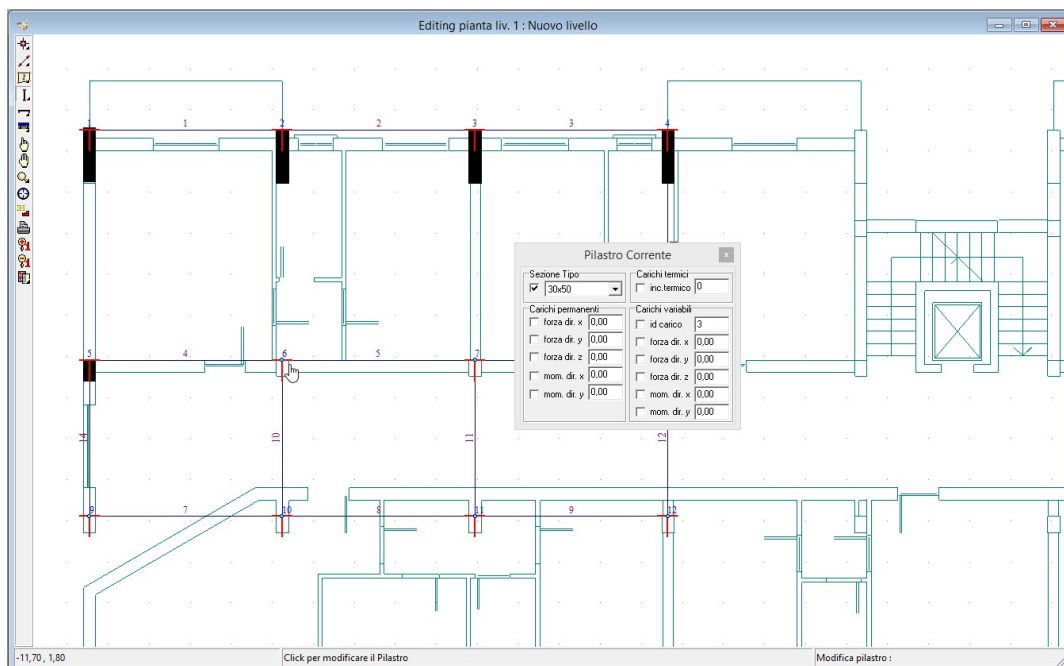 Editing pianta liv. 1 : Nuovo livello
1
1
2
2
3
3
4
Pilastro Corrente
Sezione Tipo
30x50
Carichi termici
inc.termico 0
Carichi permanenti
forza dir. x 0,00
forza dir. y 0,00
forza dir. z 0,00
mom. dir. x 0,00
mom. dir. y 0,00
Carichi variabili
id carico 3
forza dir. x 0,00
forza dir. y 0,00
forza dir. z 0,00
mom. dir. x 0,00
mom. dir. y 0,00
5
4
6
5
7
14
10
11
12
9
7
10
8
11
9
12
-11,70 , 1,80
Click per modificare il Pilastro
Modifica pilastro :